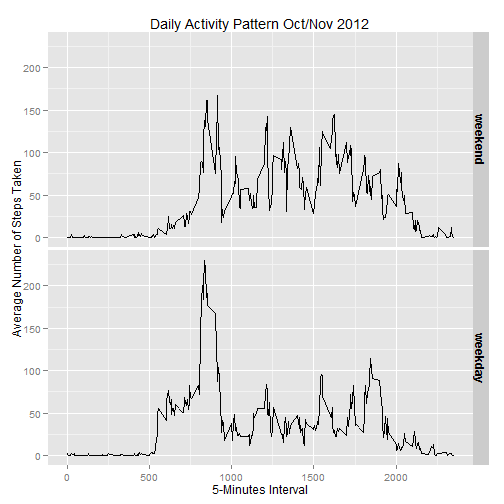 Daily Activity Pattern Oct/Nov 2012
200
150
100
50
0
weekend
200
150
100
50
0
weekday
Average Number of Steps Taken
0 500 1000 1500 2000
5-Minutes Interval